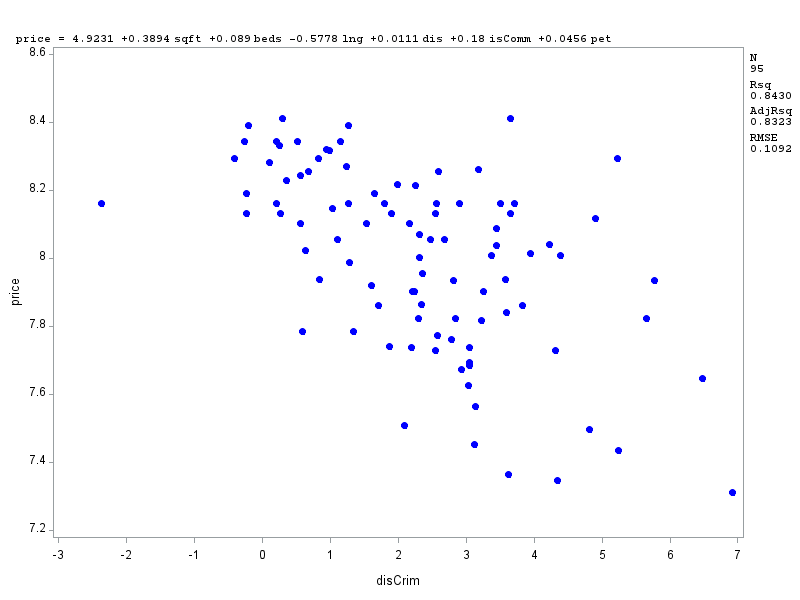 price = 4.9231 +0.3894 sqft +0.089 beds -0.5778 lng +0.0111 dis +0.18 isComm +0.0456 pet
8.6
8.4
8.2
8
7.8
7.6
7.4
7.2
price
-3 -2 -1 0 1 2 3 4 5 6 7
disCrim
N
95
Rsq
0.8430
AdjRsq
0.8323
RMSE
0.1092